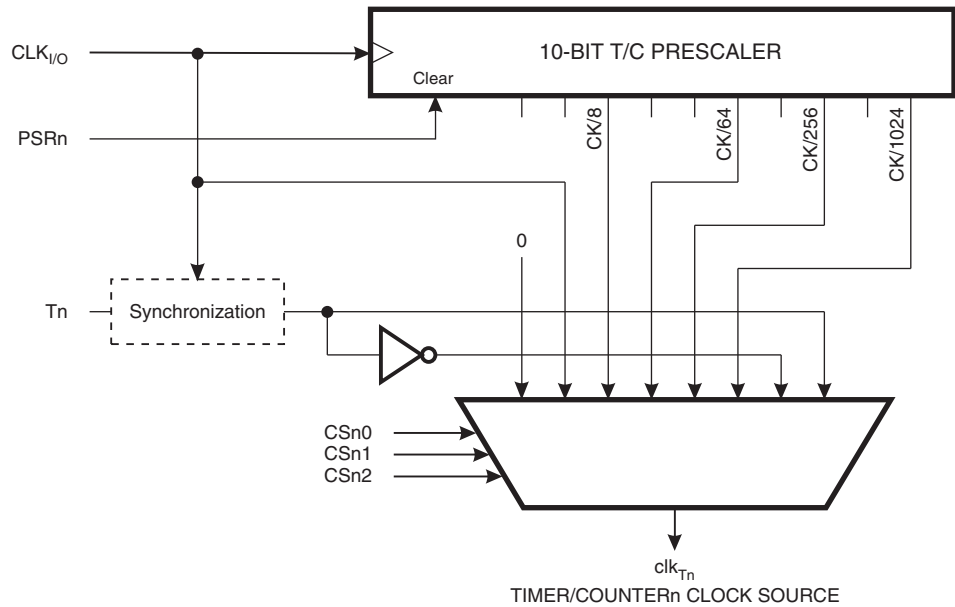 CLKI/O
10-BIT T/C PRESCALER
Clear
PSRn
CK/8
CK/64
CK/256
CK/1024
0
Tn
Synchronization
CSn0
CSn1
CSn2
clkTn
TIMER/COUNTERn CLOCK SOURCE